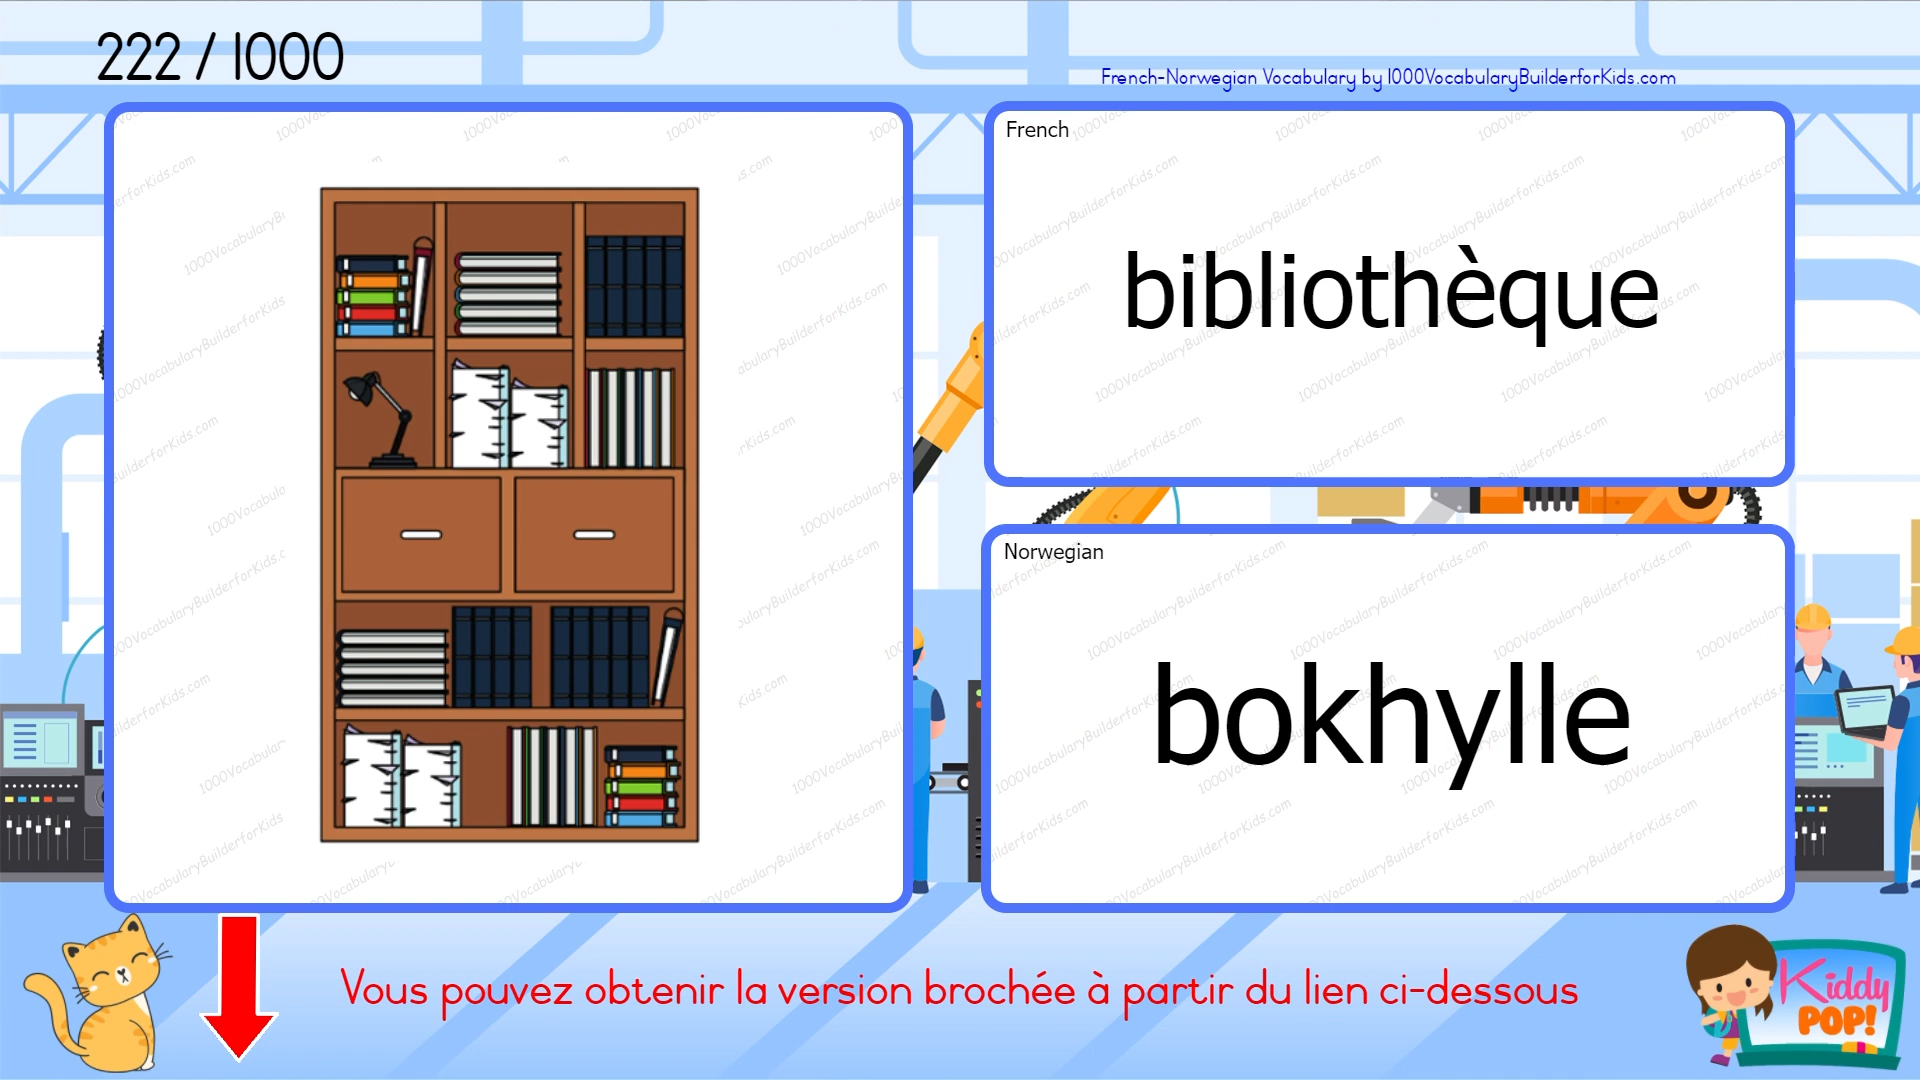 222 / 1000
French-Norwegian Vocabulary by 1000VocabularyBuilderforKids.com
French
bibliothèque
Norwegian
bokhylle
Vous pouvez obtenir la version brochée à partir du lien ci-dessous
Kiddy
POP!